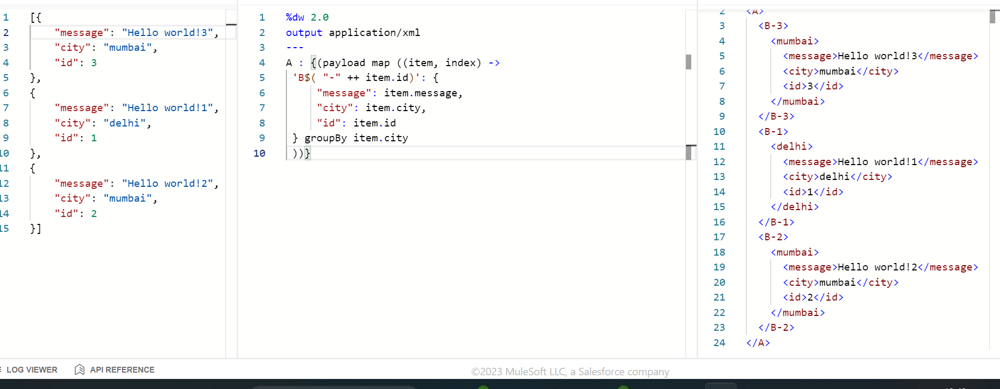 1 [{
2 "message": "Hello world!3",
3 "city": "mumbai",
4 "id": 3
5 },
6 {
7 "message": "Hello world!1",
8 "city": "delhi",
9 "id": 1
10 },
11 {
12 "message": "Hello world!2",
13 "city": "mumbai",
14 "id": 2
15 }]
1 %dw 2.0
2 output application/xml
3 ---
4 A : {(payload map ((item, index) ->
5 'B$( "-" ++ item.id)': {
6 "message": item.message,
7 "city": item.city,
8 "id": item.id
9 } groupBy item.city
10 ))}
2 <A>
3 <B-3>
4 <mumbai>
5 <message>Hello world!3</message>
6 <city>mumbai</city>
7 <id>3</id>
8 </mumbai>
9 </B-3>
10 <B-1>
11 <delhi>
12 <message>Hello world!1</message>
13 <city>delhi</city>
14 <id>1</id>
15 </delhi>
16 </B-1>
17 <B-2>
18 <mumbai>
19 <message>Hello world!2</message>
20 <city>mumbai</city>
21 <id>2</id>
22 </mumbai>
23 </B-2>
24 </A>
LOG VIEWER API REFERENCE
©2023 MuleSoft LLC, a Salesforce company